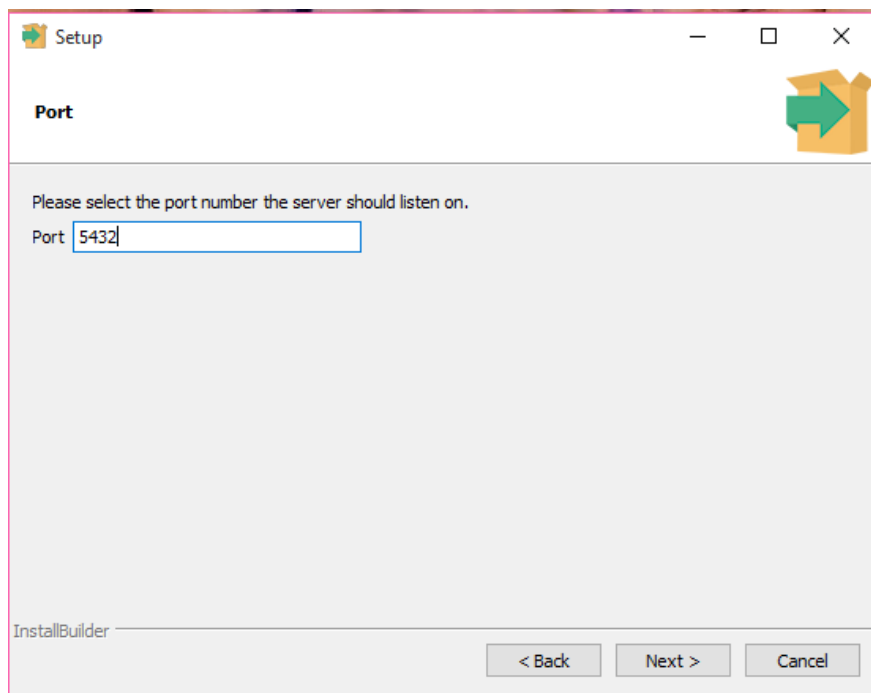 Setup
Port
Please select the port number the server should listen on.
Port 5432
InstallBuilder
< Back Next > Cancel